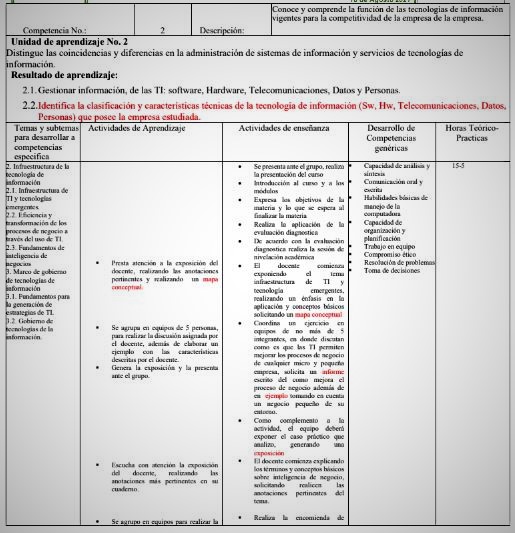 Conoce y comprende la función de las tecnologías de información
vigentes para la competitividad de la empresa de la empresa.
Competencia No.: 2 Descripción:
Unidad de aprendizaje No. 2
Distingue las coincidencias y diferencias en la administración de sistemas de información y servicios de tecnologías de
información.
Resultado de aprendizaje:
2.1. Gestionar información, de las TI: software, Hardware, Telecomunicaciones, Datos y Personas.
2.2.Identifica la clasificación y características técnicas de la tecnología de información (Sw, Hw, Telecomunicaciones, Datos,
Personas) que posee la empresa estudiada.
Temas y subtemas
para desarrollar a
competencias
especifica
Actividades de Aprendizaje
Actividades de enseñanza
Desarrollo de
Competencias
genéricas
Horas Teórico-
Practicas
2. Infraestructura de la
tecnología de
información
2.1. Infraestructura de
TI y tecnologías
emergentes.
2.2. Eficiencia y
transformación de los
procesos de negocio a
través del uso de TI.
2.3. Fundamentos de
inteligencia de
negocios
3. Marco de gobierno
de tecnologías de
información
3.1. Fundamentos para
la generación de
estrategias de TI.
3.2. Gobierno de
tecnologías de la
información.
• Presta atención a la exposición del
docente, realizando las anotaciones
pertinentes y realizando un mapa
conceptual.
• Se agrupa en equipos de 5 personas,
para realizar la discusión asignada por
el docente, además de elaborar un
ejemplo con las características
descritas por el docente.
• Genera la exposición y la presenta
ante el grupo.
• Escucha con atención la exposición
del docente, realizando las
anotaciones más pertinentes en su
cuaderno.
• Se agrupo en equipos para realizar la
• Se presenta ante el grupo, realiza
la presentación del curso
• Introducción al curso y a los
módulos
• Expresa los objetivos de la
materia y lo que se espera al
finalizar la materia
• Realiza la aplicación de la
evaluación diagnostica
• De acuerdo con la evaluación
diagnostica realiza la sesión de
nivelación académica
• El docente comienza
exponiendo el tema
infraestructura de TI y
tecnología emergentes,
realizando un énfasis en la
aplicación y conceptos básicos
solicitando un mapa conceptual
• Coordina un ejercicio en
equipos de no más de 5
integrantes, en donde discutan
como es que las TI permiten
mejorar los procesos de negocio
de cualquier micro y pequeña
empresa, solicita un informe
escrito del como mejora el
proceso de negocio además de
en ejemplo tomando en cuenta
un negocio pequeño de su
entorno.
• Como complemento a la
actividad, el equipo deberá
exponer el caso práctico que
analizo, generando una
exposición
• El docente comienza explicando
los términos y conceptos básicos
sobre inteligencia de negocio,
solicitando realicen las
anotaciones pertinentes del
tema.
• Realiza la encomienda de
• Capacidad de análisis y
síntesis
• Comunicación oral y
escrita
• Habilidades básicas de
manejo de la
computadora
• Capacidad de
organización y
planificación
• Trabajo en equipo
• Compromiso ético
• Resolución de problemas
• Toma de decisiones
15-5